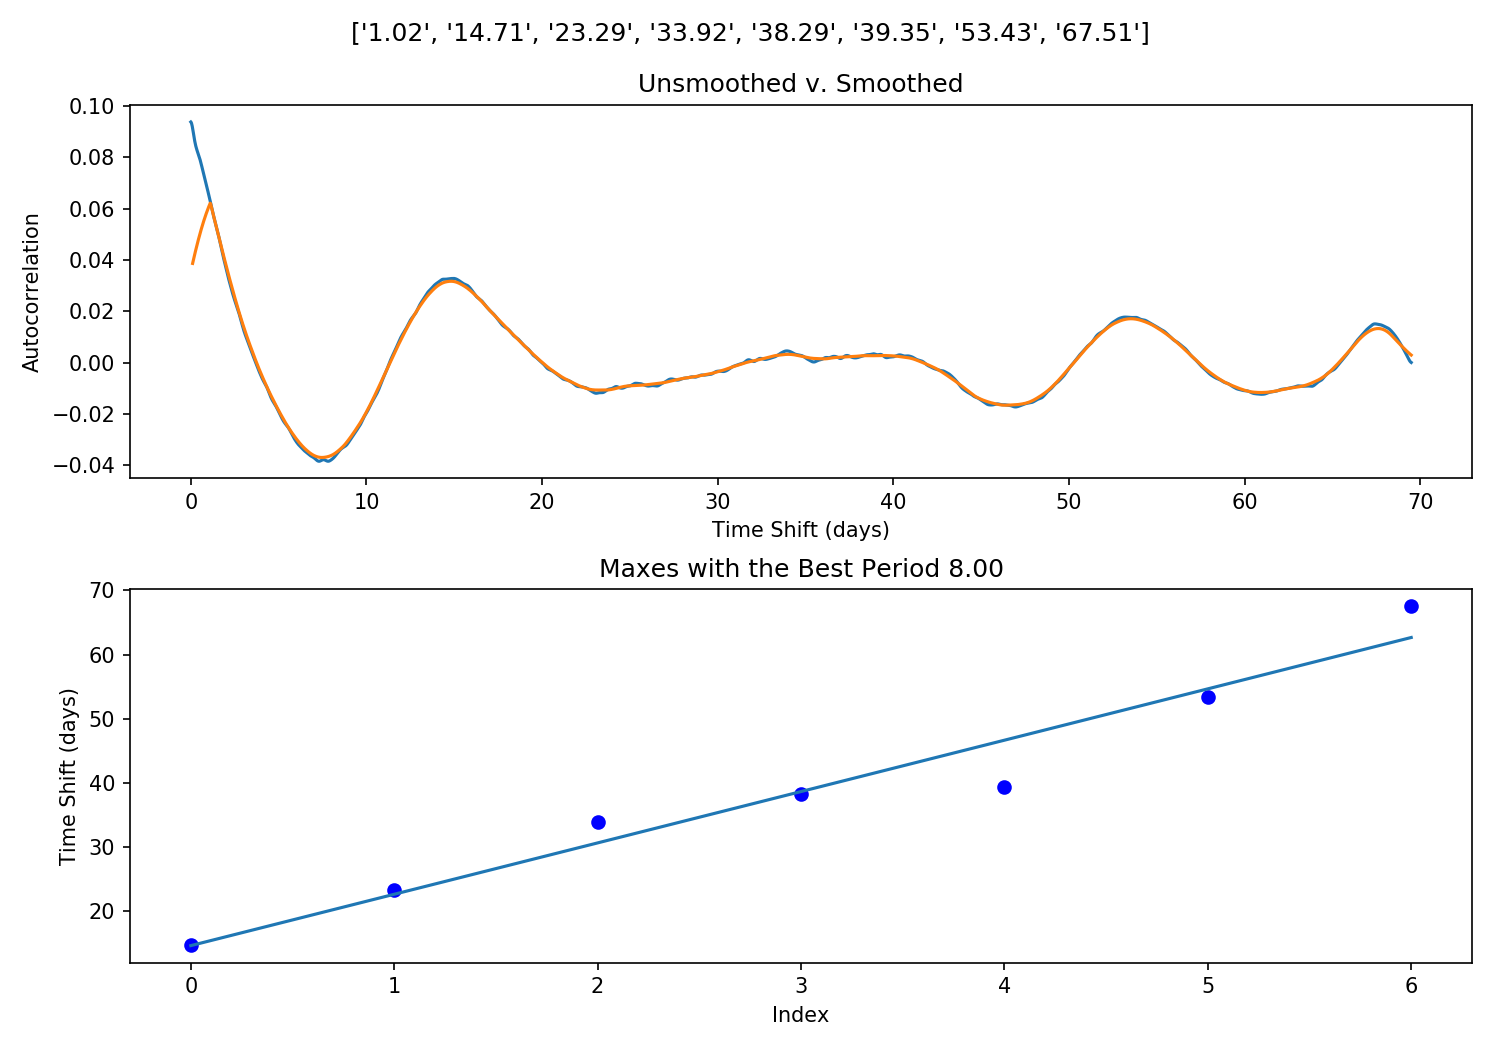 ['1.02', '14.71', '23.29', '33.92', '38.29', '39.35', '53.43', '67.51']
Unsmoothed v. Smoothed
Autocorrelation
0.10
0.08
0.06
0.04
0.02
0.00
−0.02
−0.04
0 10 20 30 40 50 60 70
Time Shift (days)
Maxes with the Best Period 8.00
Time Shift (days)
70
60
50
40
30
20
0 1 2 3 4 5 6
Index